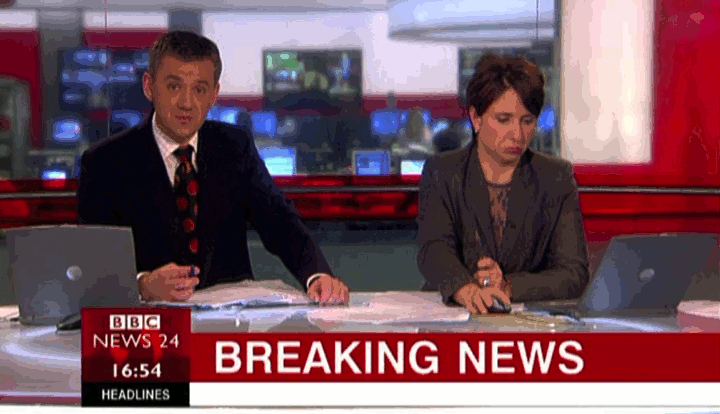 BBC
NEWS 24
16:54
HEADLINES
BREAKING NEWS